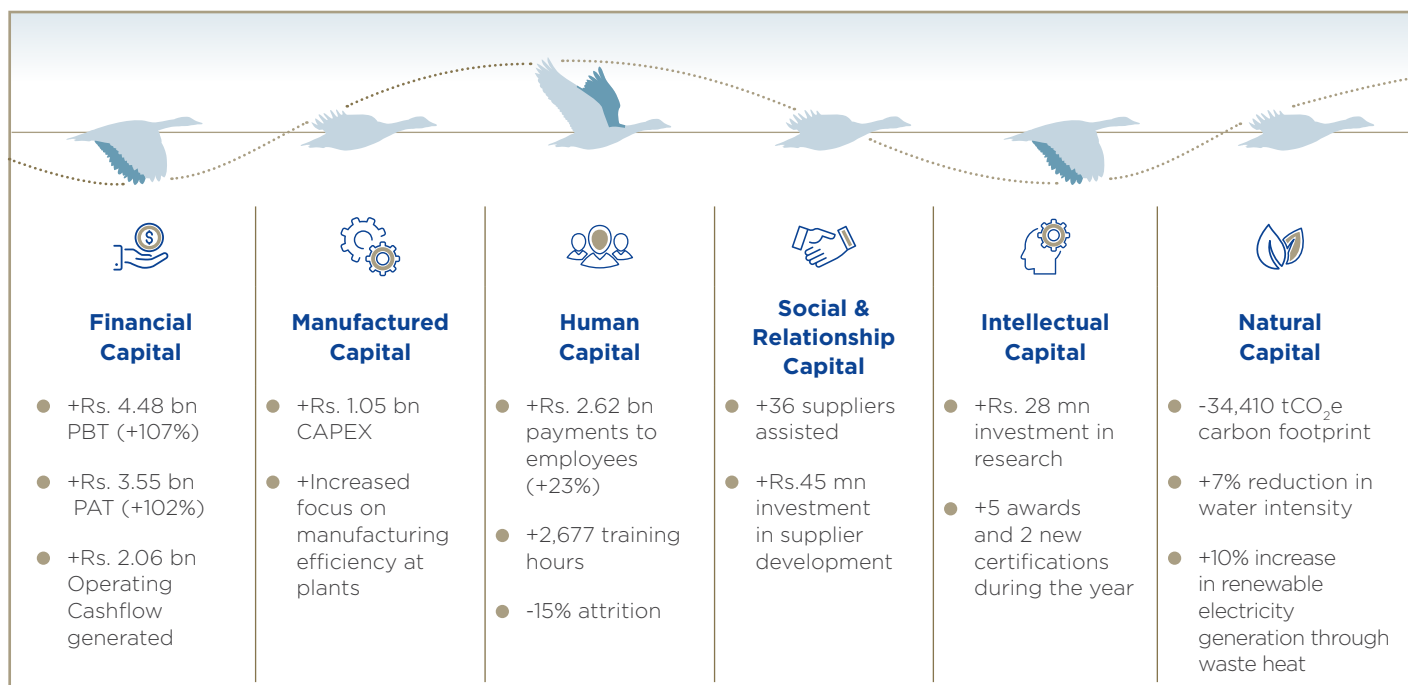 $
Financial
Capital
+Rs. 4.48 bn
PBT (+107%)
+Rs. 3.55 bn
PAT (+102%)
+Rs. 2.06 bn
Operating
Cashflow
generated
Manufactured
Capital
+Rs. 1.05 bn
CAPEX
+Increased
focus on
manufacturing
efficiency at
plants
Human
Capital
+Rs. 2.62 bn
payments to
employees
(+23%)
+2,677 training
hours
-15% attrition
Social &
Relationship
Capital
+36 suppliers
assisted
+Rs.45 mn
investment
in supplier
development
Intellectual
Capital
+Rs. 28 mn
investment in
research
+5 awards
and 2 new
certifications
during the year
Natural
Capital
-34,410 tCO₂e
carbon footprint
+7% reduction in
water intensity
+10% increase
in renewable
electricity
generation through
waste heat